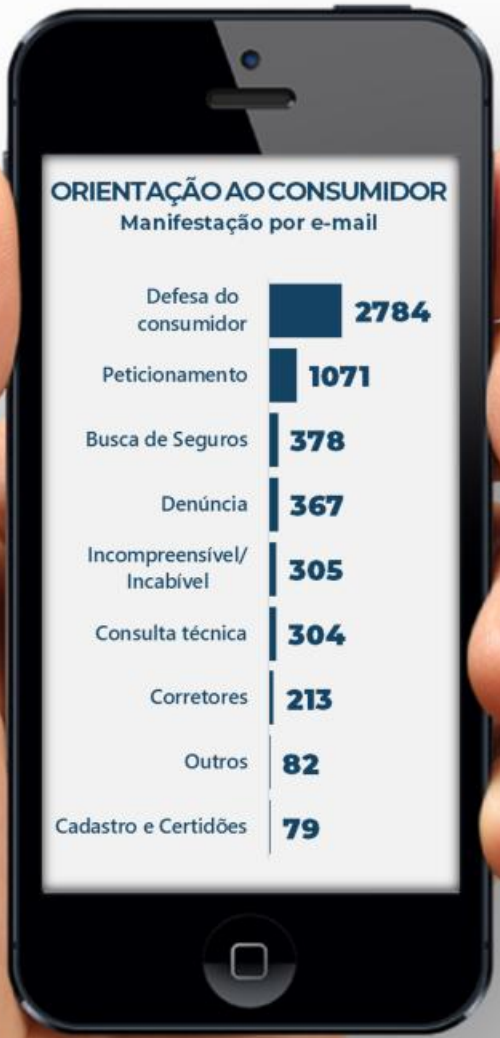 ORIENTAÇÃO AO CONSUMIDOR
Manifestação por e-mail
Defesa do
consumidor
2784
Peticionamento 1071
Busca de Seguros 378
Denúncia 367
Incompreensível/
Incabível
305
Consulta técnica 304
Corretores 213
Outros 82
Cadastro e Certidões 79